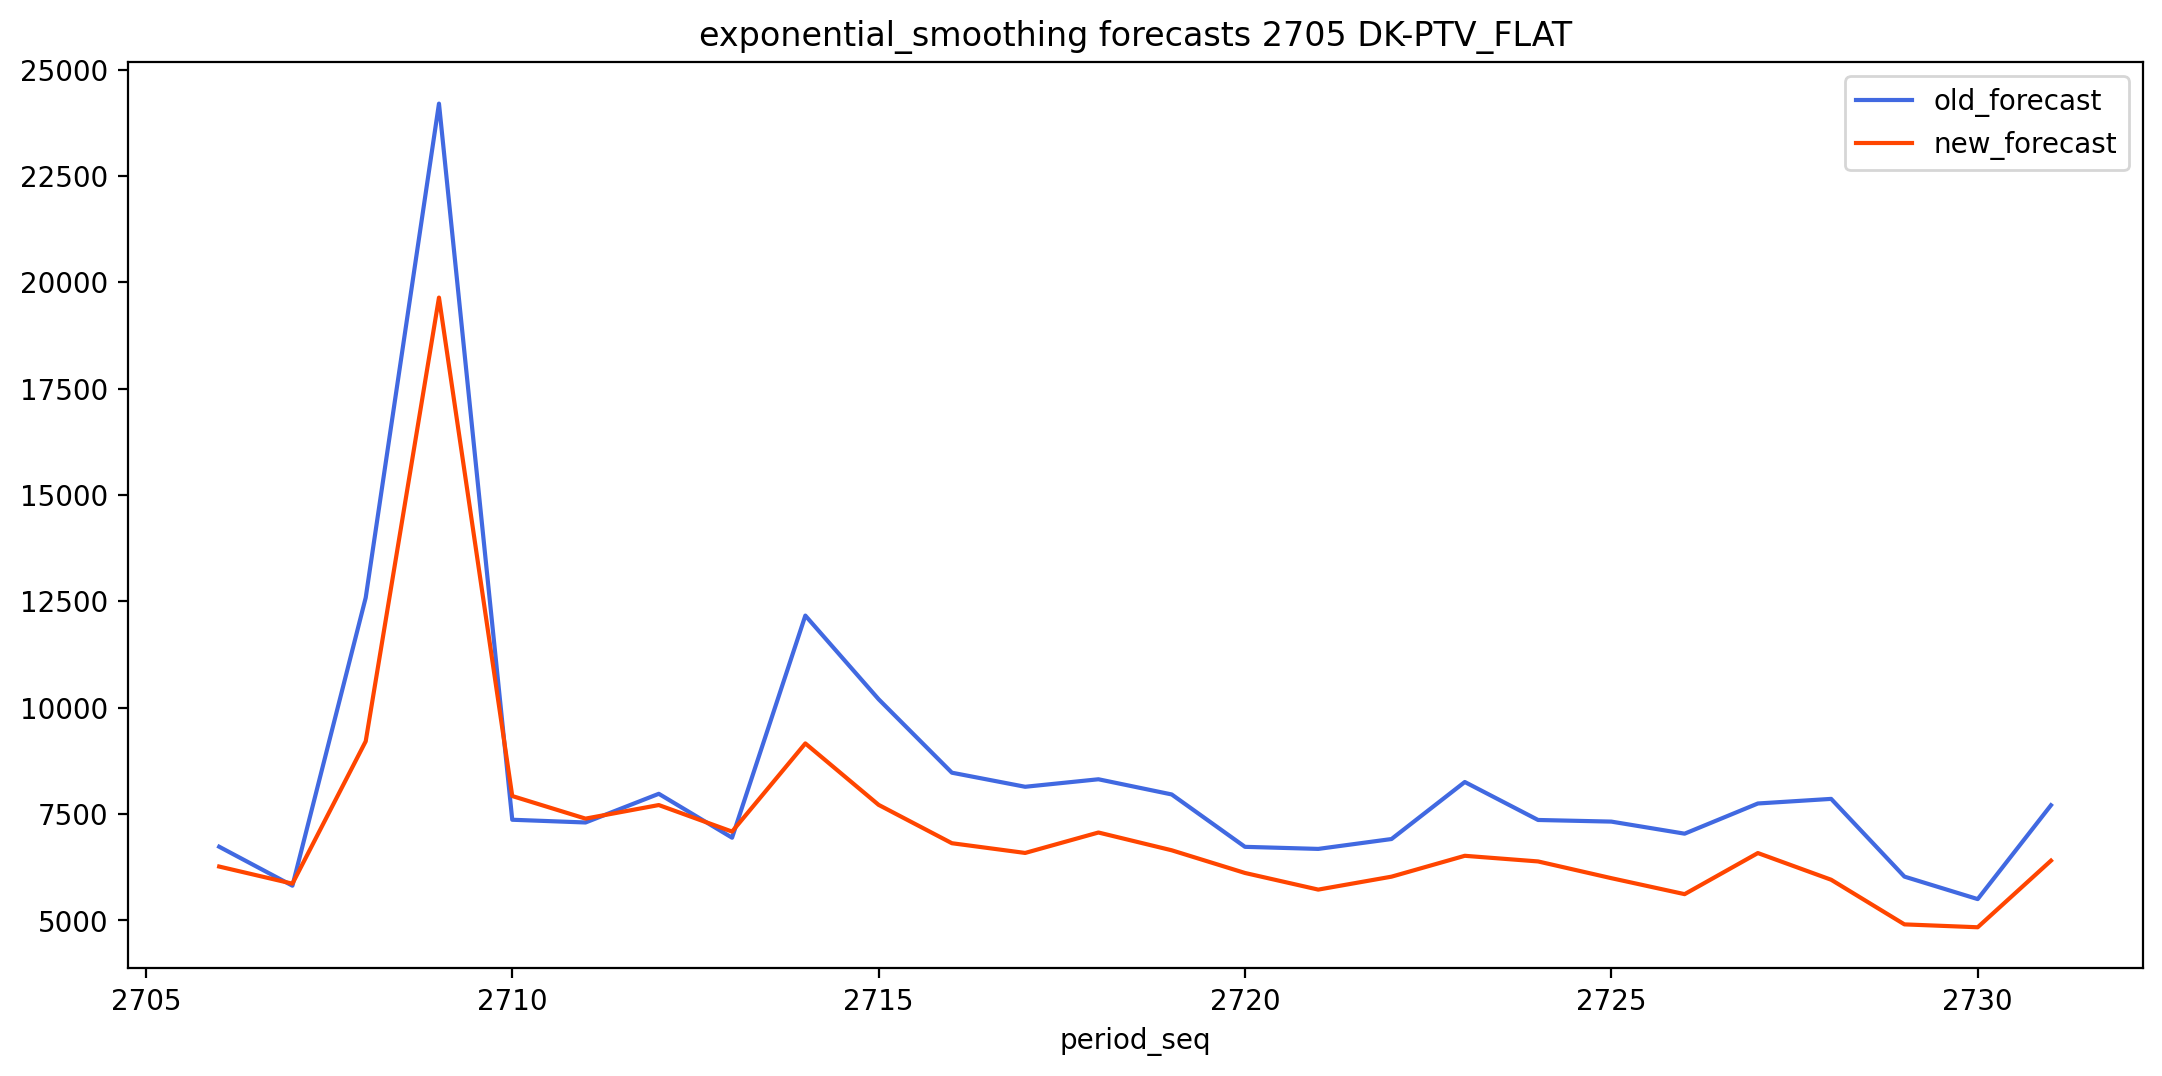 exponential_smoothing forecasts 2705 DK-PTV_FLAT
25000
22500
20000
17500
15000
12500
10000
7500
5000
old_forecast
new_forecast
2705 2710 2715 2720 2725 2730
period_seq